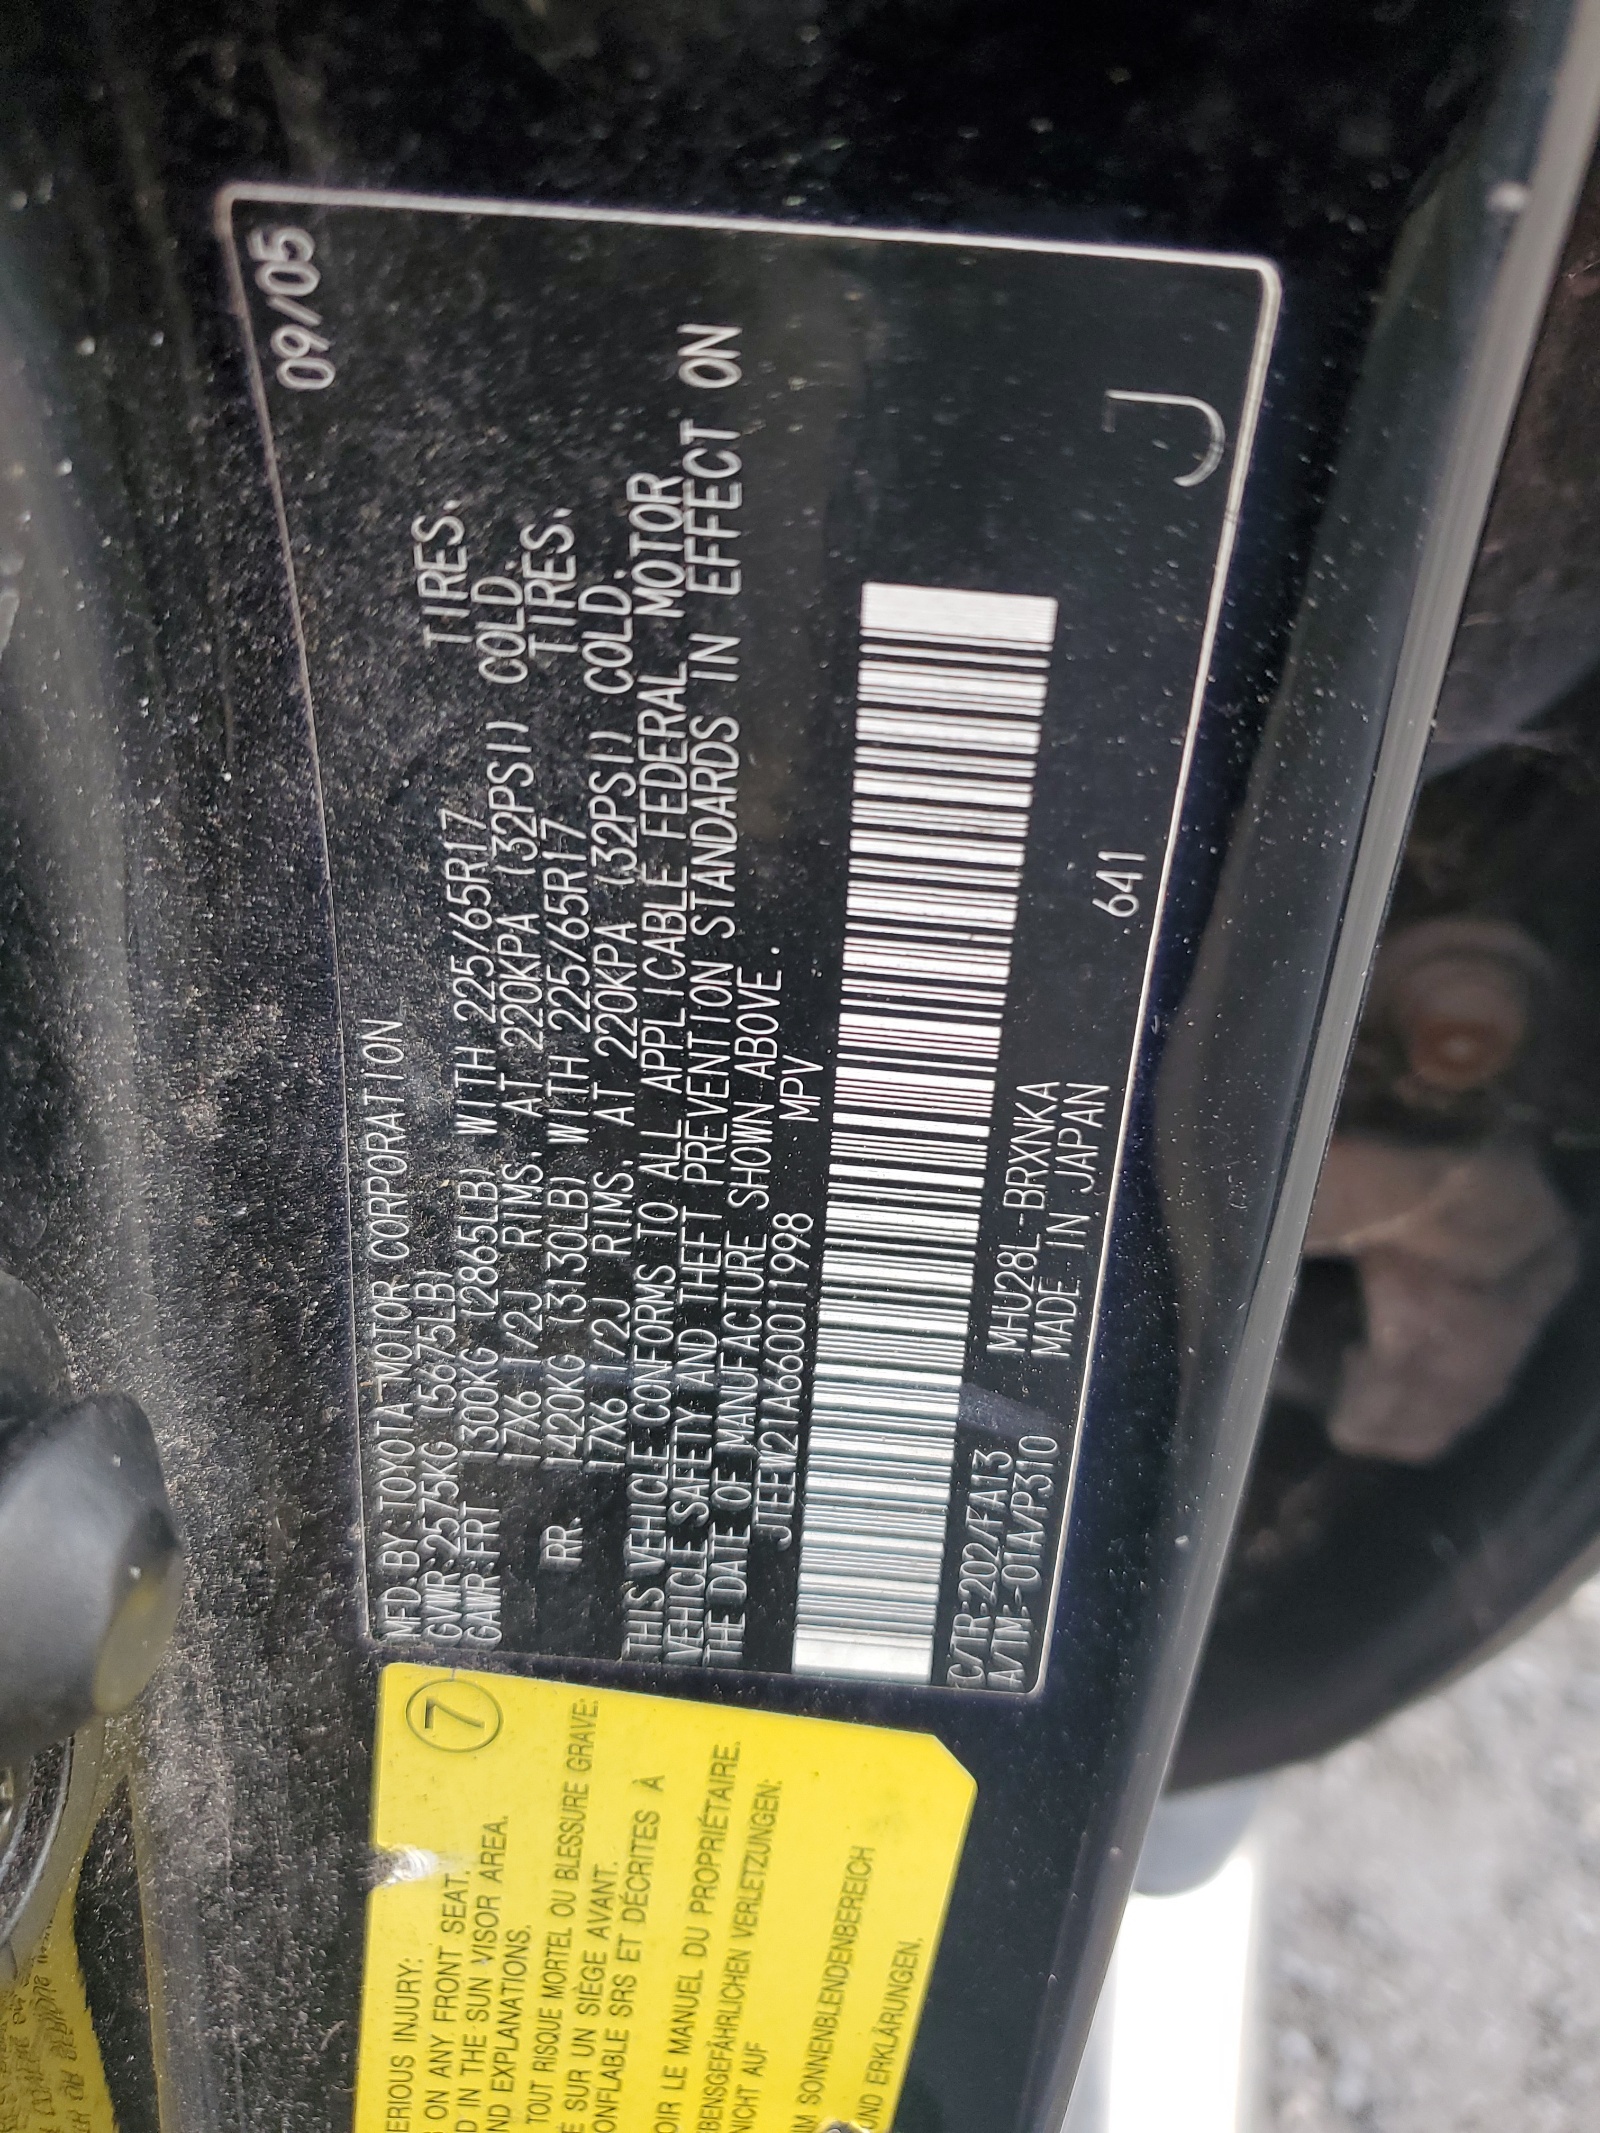 09/05
MFD.BY:TOYOTA MOTOR CORPORATION
GVWR:2575KG (5675LB)
GAWR:FRT 1300KG (2865LB) WITH 225/65R17 TIRES.
17X6 1/2J RIMS. AT 220KPA (32PSI) COLD.
RR. 1420KG (3130LB) WITH 225/65R17 TIRES.
17X6 1/2J RIMS. AT 220KPA (32PSI) COLD.
THIS VEHICLE CONFORMS TO ALL APPLICABLE FEDERAL MOTOR
VEHICLE SAFETY AND THEFT PREVENTION STANDARDS IN EFFECT ON
THE DATE OF MANUFACTURE SHOWN ABOVE.
JTEEW21A660011998 MPV
C/TR:202/FA13 MHU28L-BRXNKA 641
A/TM:-01A/P310 MADE IN JAPAN
J
7
ERIOUS INJURY:
ON ANY FRONT SEAT.
D IN THE SUN VISOR AREA.
ND EXPLANATIONS.
TOUT RISQUE MORTEL OU BLESSURE GRAVE:
É SUR UN SIÈGE AVANT.
ONFLABLE SRS ET DÉCRITES À
OIR LE MANUEL DU PROPRIÉTAIRE.
BENSGEFÄHRLICHEN VERLETZUNGEN:
NICHT AUF
IM SONNENBLENDENBEREICH
UND ERKLÄRUNGEN.